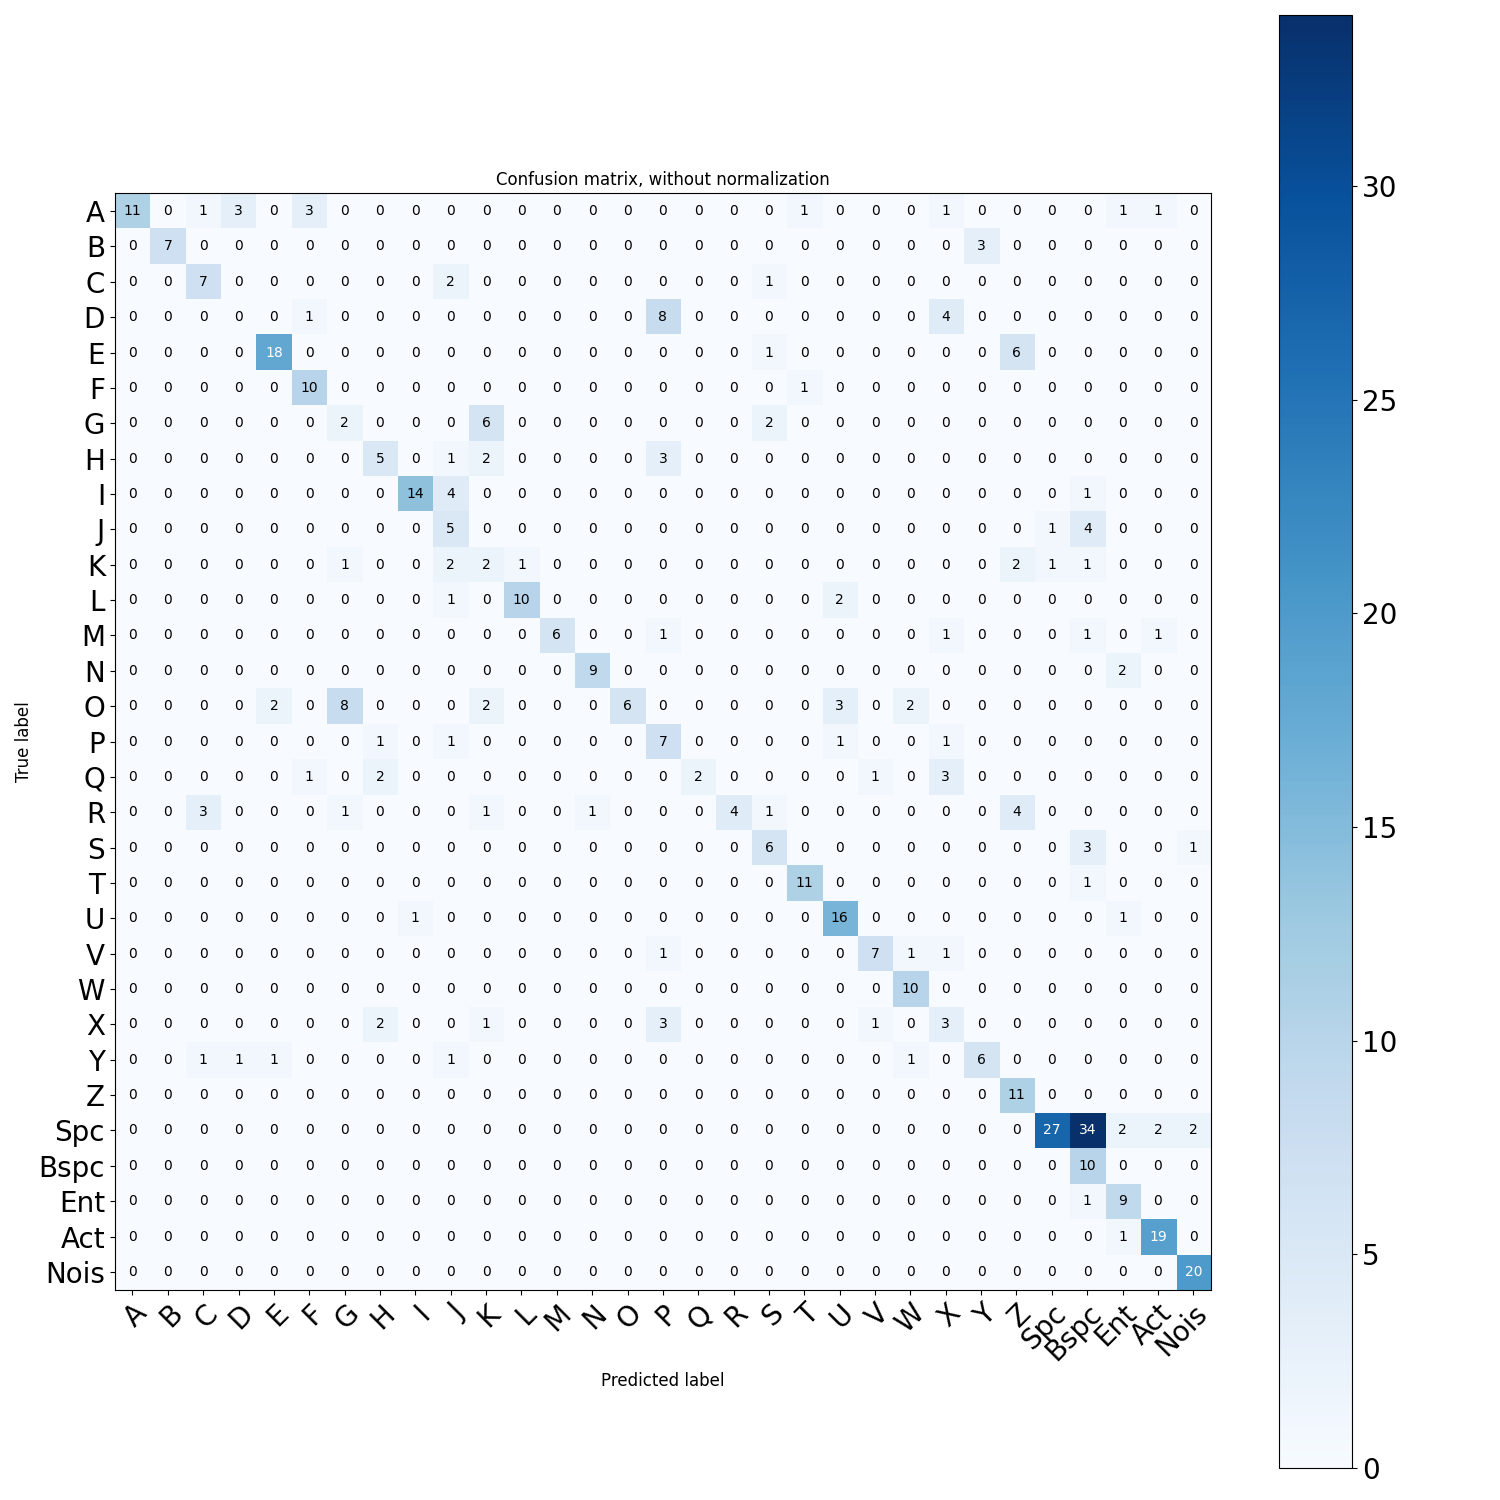 Confusion matrix, without normalization
A 11 0 1 3 0 3 0 0 0 0 0 0 0 0 0 0 0 0 0 1 0 0 0 1 0 0 0 0 1 1 0
B 0 7 0 0 0 0 0 0 0 0 0 0 0 0 0 0 0 0 0 0 0 0 0 0 3 0 0 0 0 0 0
C 0 0 7 0 0 0 0 0 0 2 0 0 0 0 0 0 0 0 1 0 0 0 0 0 0 0 0 0 0 0 0
D 0 0 0 0 0 1 0 0 0 0 0 0 0 0 0 8 0 0 0 0 0 0 0 4 0 0 0 0 0 0 0
E 0 0 0 0 18 0 0 0 0 0 0 0 0 0 0 0 0 0 1 0 0 0 0 0 0 6 0 0 0 0 0
F 0 0 0 0 0 10 0 0 0 0 0 0 0 0 0 0 0 0 0 1 0 0 0 0 0 0 0 0 0 0 0
G 0 0 0 0 0 0 2 0 0 0 6 0 0 0 0 0 0 0 2 0 0 0 0 0 0 0 0 0 0 0 0
H 0 0 0 0 0 0 0 5 0 1 2 0 0 0 0 3 0 0 0 0 0 0 0 0 0 0 0 0 0 0 0
I 0 0 0 0 0 0 0 0 14 4 0 0 0 0 0 0 0 0 0 0 0 0 0 0 0 0 0 1 0 0 0
J 0 0 0 0 0 0 0 0 0 5 0 0 0 0 0 0 0 0 0 0 0 0 0 0 0 0 1 4 0 0 0
K 0 0 0 0 0 0 1 0 0 2 2 1 0 0 0 0 0 0 0 0 0 0 0 0 0 2 1 1 0 0 0
L 0 0 0 0 0 0 0 0 0 1 0 10 0 0 0 0 0 0 0 0 2 0 0 0 0 0 0 0 0 0 0
M 0 0 0 0 0 0 0 0 0 0 0 0 6 0 0 1 0 0 0 0 0 0 0 1 0 0 0 1 0 1 0
N 0 0 0 0 0 0 0 0 0 0 0 0 0 9 0 0 0 0 0 0 0 0 0 0 0 0 0 0 2 0 0
O 0 0 0 0 2 0 8 0 0 0 2 0 0 0 6 0 0 0 0 0 3 0 2 0 0 0 0 0 0 0 0
P 0 0 0 0 0 0 0 1 0 1 0 0 0 0 0 7 0 0 0 0 1 0 0 1 0 0 0 0 0 0 0
Q 0 0 0 0 0 1 0 2 0 0 0 0 0 0 0 0 2 0 0 0 0 1 0 3 0 0 0 0 0 0 0
R 0 0 3 0 0 0 1 0 0 0 1 0 0 1 0 0 0 4 1 0 0 0 0 0 0 4 0 0 0 0 0
S 0 0 0 0 0 0 0 0 0 0 0 0 0 0 0 0 0 0 6 0 0 0 0 0 0 0 0 3 0 0 1
T 0 0 0 0 0 0 0 0 0 0 0 0 0 0 0 0 0 0 0 11 0 0 0 0 0 0 0 1 0 0 0
U 0 0 0 0 0 0 0 0 1 0 0 0 0 0 0 0 0 0 0 0 16 0 0 0 0 0 0 0 1 0 0
V 0 0 0 0 0 0 0 0 0 0 0 0 0 0 0 1 0 0 0 0 0 7 1 1 0 0 0 0 0 0 0
W 0 0 0 0 0 0 0 0 0 0 0 0 0 0 0 0 0 0 0 0 0 0 10 0 0 0 0 0 0 0 0
X 0 0 0 0 0 0 0 2 0 0 1 0 0 0 0 3 0 0 0 0 0 1 0 3 0 0 0 0 0 0 0
Y 0 0 1 1 1 0 0 0 0 1 0 0 0 0 0 0 0 0 0 0 0 0 1 0 6 0 0 0 0 0 0
Z 0 0 0 0 0 0 0 0 0 0 0 0 0 0 0 0 0 0 0 0 0 0 0 0 0 11 0 0 0 0 0
Spc 0 0 0 0 0 0 0 0 0 0 0 0 0 0 0 0 0 0 0 0 0 0 0 0 0 0 27 34 2 2 2
Bspc 0 0 0 0 0 0 0 0 0 0 0 0 0 0 0 0 0 0 0 0 0 0 0 0 0 0 0 10 0 0 0
Ent 0 0 0 0 0 0 0 0 0 0 0 0 0 0 0 0 0 0 0 0 0 0 0 0 0 0 0 1 9 0 0
Act 0 0 0 0 0 0 0 0 0 0 0 0 0 0 0 0 0 0 0 0 0 0 0 0 0 0 0 0 1 19 0
Nois 0 0 0 0 0 0 0 0 0 0 0 0 0 0 0 0 0 0 0 0 0 0 0 0 0 0 0 0 0 0 20
A B C D E F G H I J K L M N O P Q R S T U V W X Y Z Spc Bspc Ent Act Nois
Predicted label
True label
30
25
20
15
10
5
0